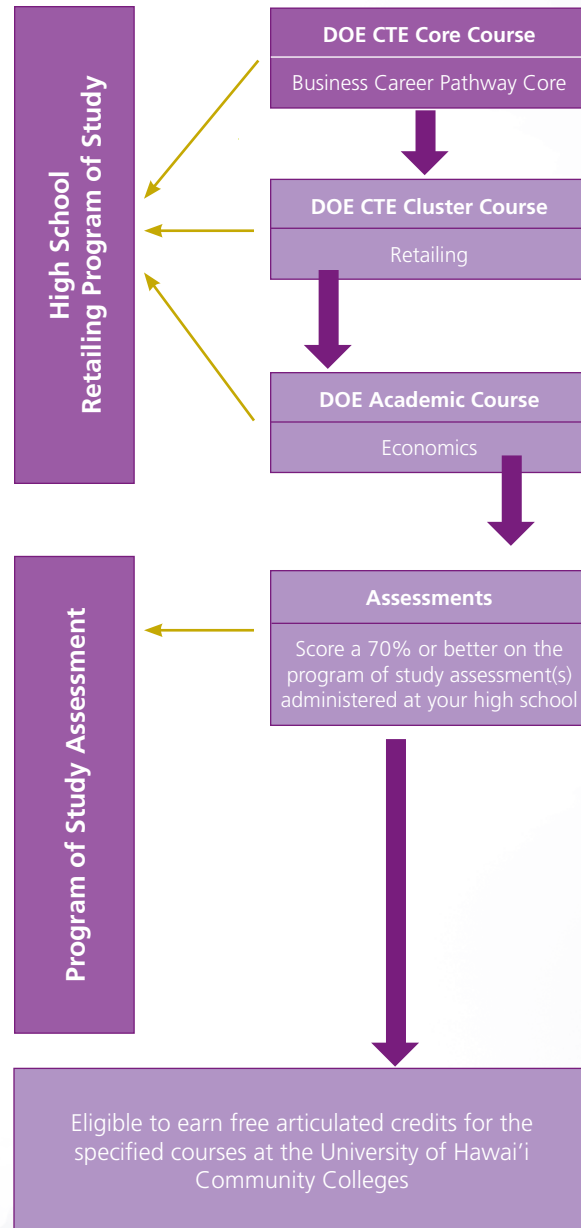 High School
Retailing Program of Study
DOE CTE Core Course
Business Career Pathway Core
DOE CTE Cluster Course
Retailing
DOE Academic Course
Economics
Program of Study Assessment
Assessments
Score a 70% or better on the
program of study assessment(s)
administered at your high school
Eligible to earn free articulated credits for the
specified courses at the University of Hawai’i
Community Colleges